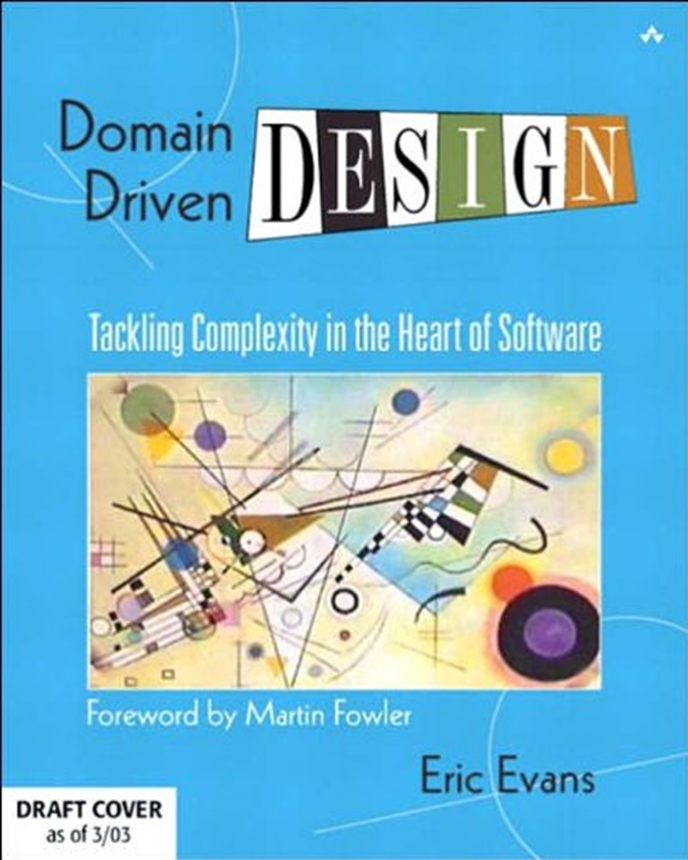 Domain
Driven
DESIGN
Tackling Complexity in the Heart of Software
Foreword by Martin Fowler
Eric Evans
DRAFT COVER
as of 3/03